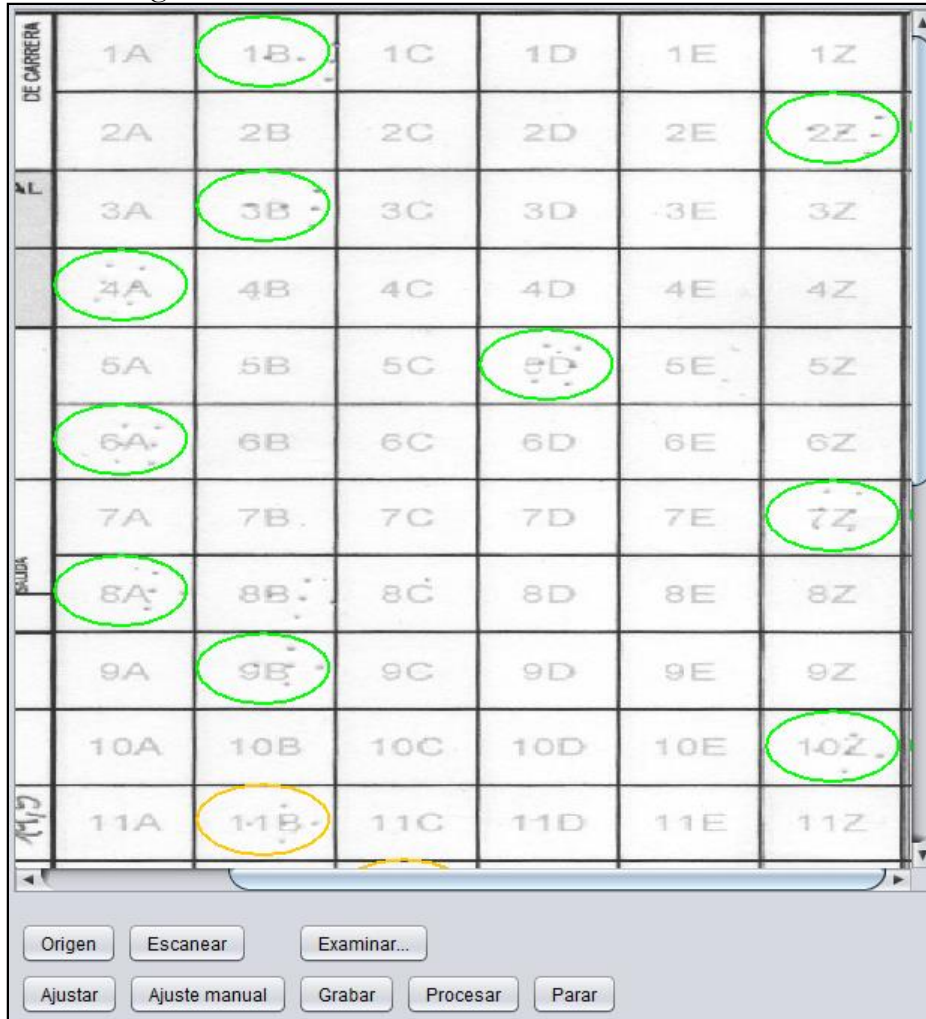 DE CARRERA
1A 1B 1C 1D 1E 1Z
2A 2B 2C 2D 2E 2Z
3A 3B 3C 3D 3E 3Z
4A 4B 4C 4D 4E 4Z
5A 5B 5C 5D 5E 5Z
6A 6B 6C 6D 6E 6Z
7A 7B 7C 7D 7E 7Z
SALIDA
8A 8B 8C 8D 8E 8Z
9A 9B 9C 9D 9E 9Z
10A 10B 10C 10D 10E 10Z
11A 11B 11C 11D 11E 11Z
Origen Escanear Examinar...
Ajustar Ajuste manual Grabar Procesar Parar